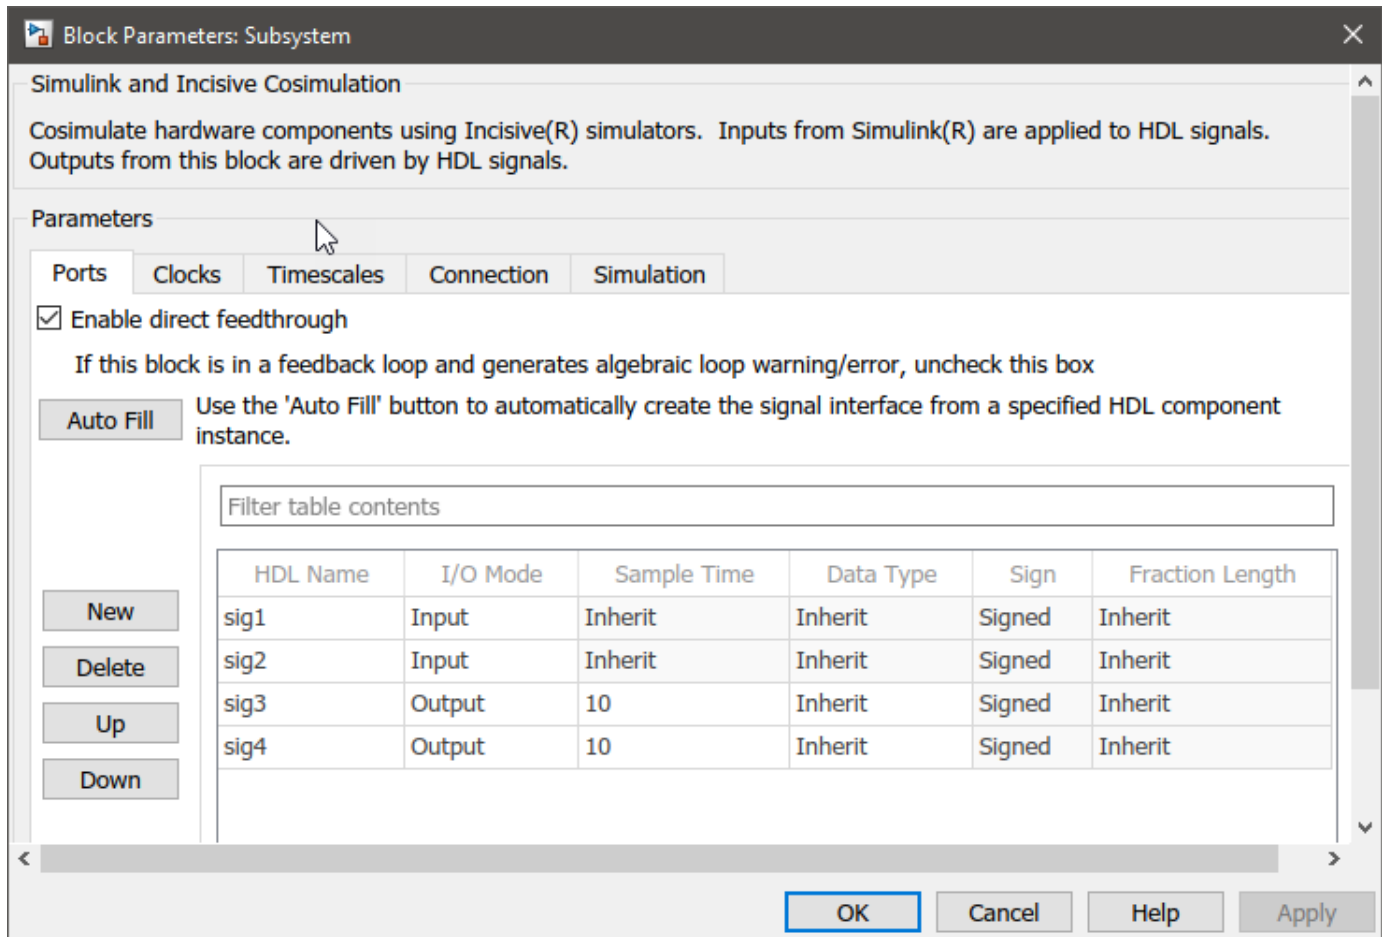 Block Parameters: Subsystem
Simulink and Incisive Cosimulation
Cosimulate hardware components using Incisive(R) simulators. Inputs from Simulink(R) are applied to HDL signals.
Outputs from this block are driven by HDL signals.
Parameters
Ports Clocks Timescales Connection Simulation
Enable direct feedthrough
If this block is in a feedback loop and generates algebraic loop warning/error, uncheck this box
Auto Fill
Use the 'Auto Fill' button to automatically create the signal interface from a specified HDL component
instance.
Filter table contents
HDL Name I/O Mode Sample Time Data Type Sign Fraction Length
sig1 Input Inherit Inherit Signed Inherit
sig2 Input Inherit Inherit Signed Inherit
sig3 Output 10 Inherit Signed Inherit
sig4 Output 10 Inherit Signed Inherit
New
Delete
Up
Down
OK Cancel Help Apply